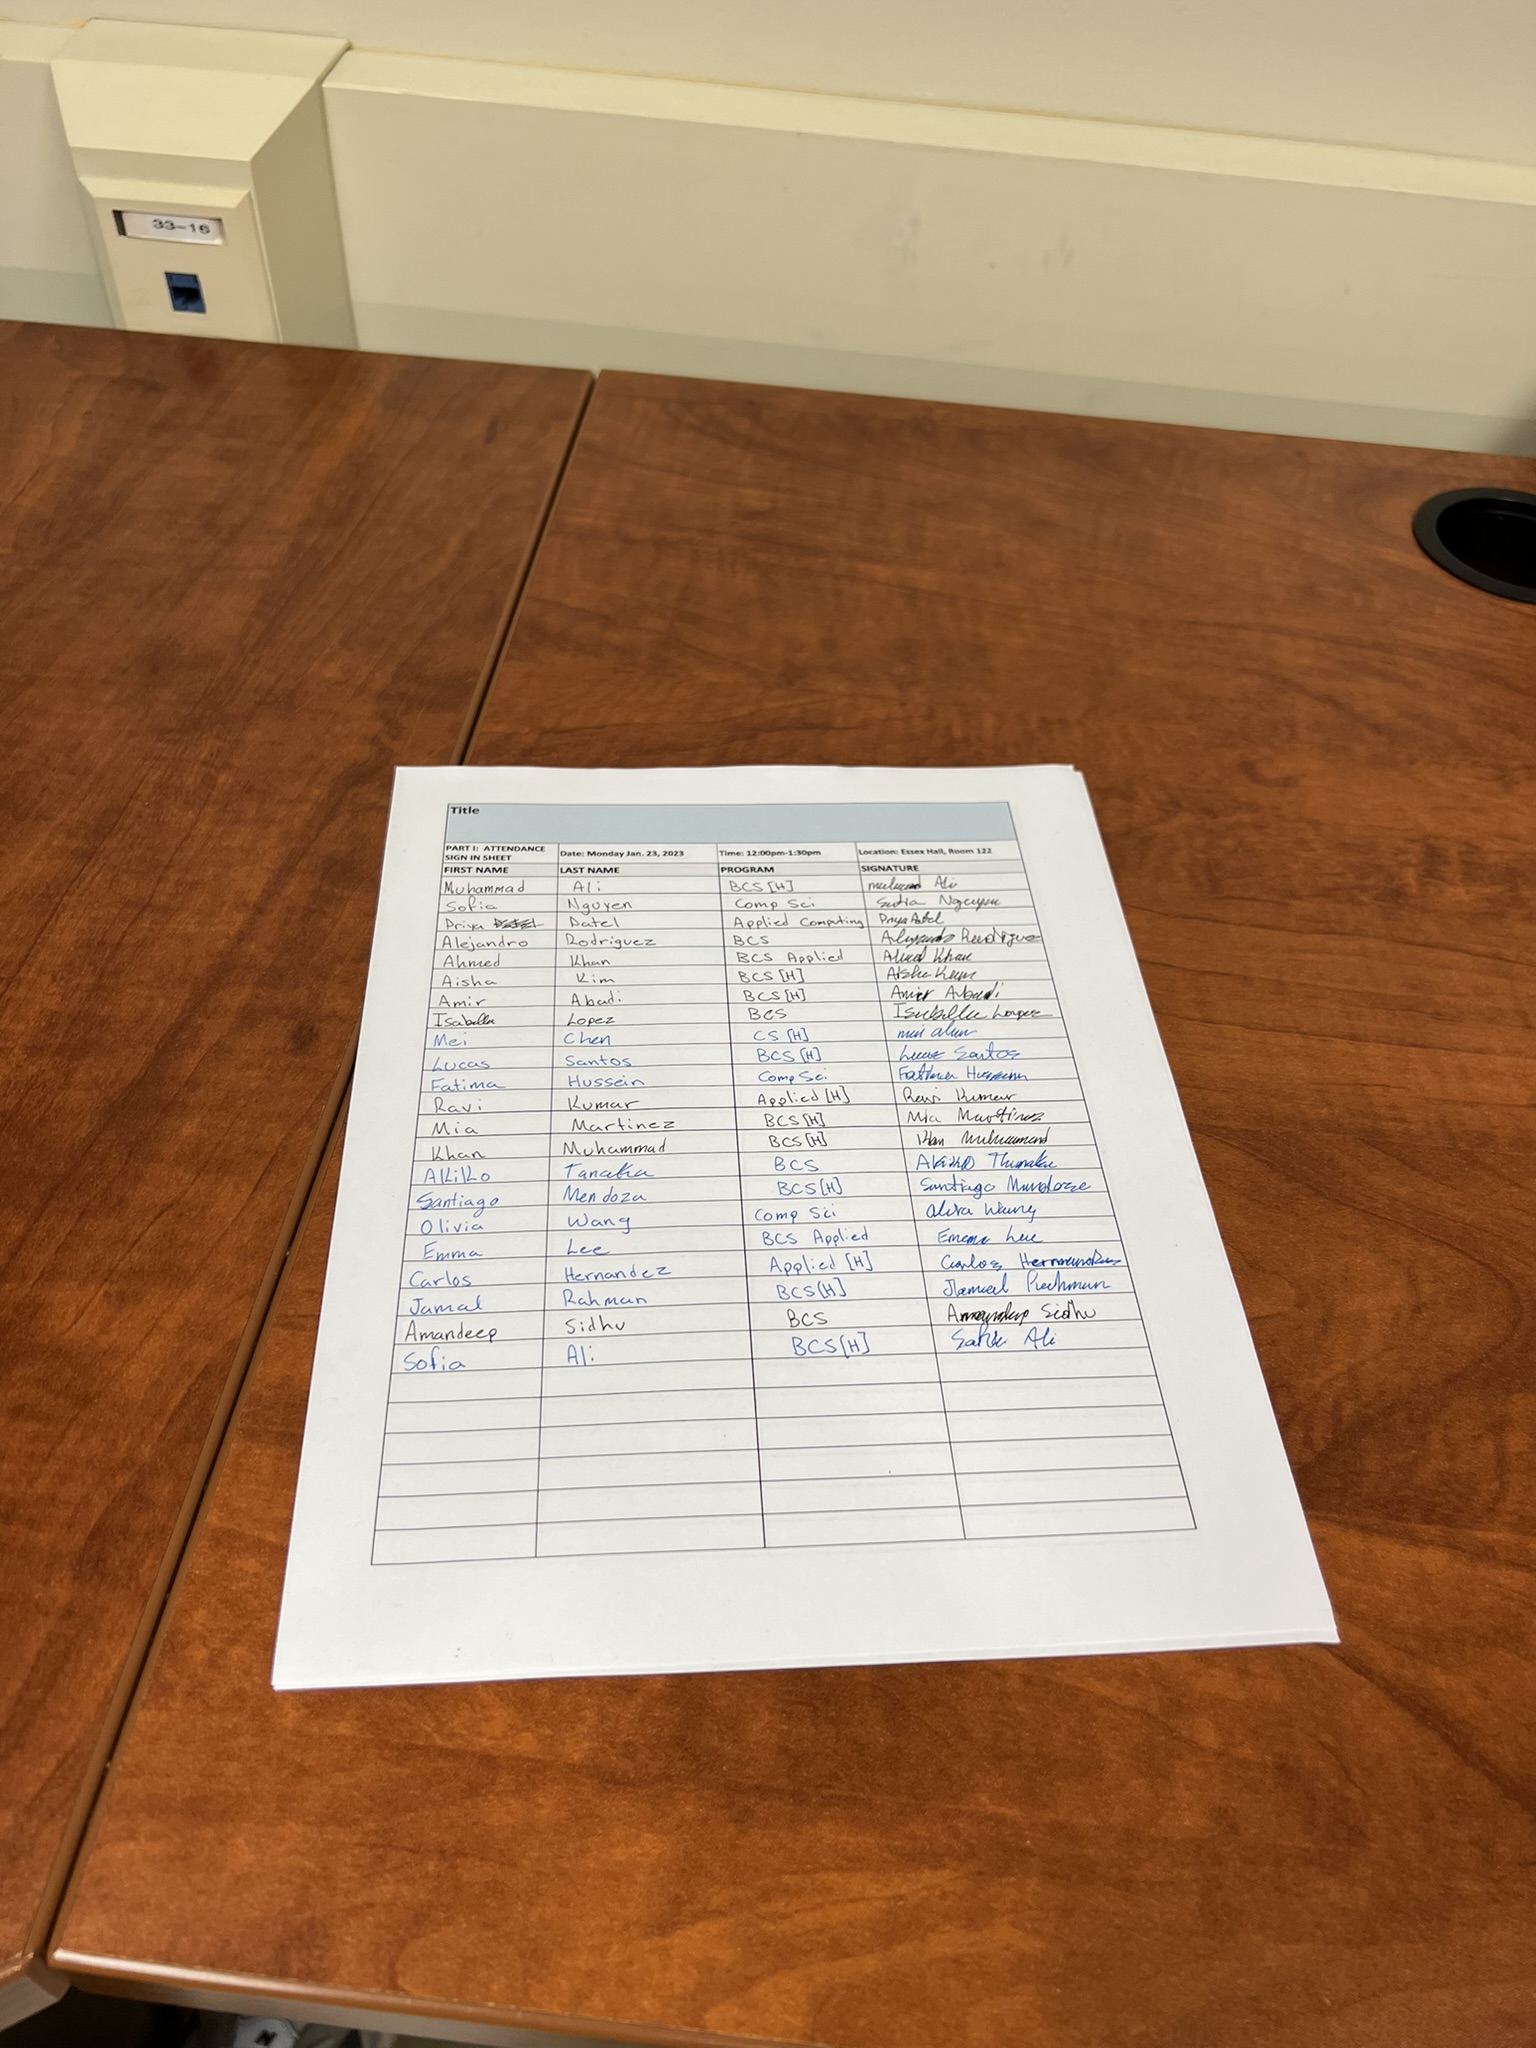 33-16
Title
PART I: ATTENDANCE SIGN IN SHEET Date: Monday Jan. 23, 2023 Time: 12:00pm-1:30pm Location: Essex Hall, Room 122
FIRST NAME LAST NAME PROGRAM SIGNATURE
Muhammad Ali BCS [H] Ali
Sofia Nguyen Comp Sci Sofia Nguyen
Priya Patel Applied Computing Priya Patel
Alejandro Rodriguez BCS Alejandro Rodriguez
Ahmed Khan BCS Applied Ahmed Khan
Aisha Kim BCS [H] Aisha Kim
Amir Abadi BCS [H] Amir Abadi
Isabella Lopez BCS Isabella Lopez
Mei Chen CS [H] mei chen
Lucas Santos BCS [H] Lucas Santos
Fatima Hussein Comp Sci Fatima Hussein
Ravi Kumar Applied [H] Ravi Kumar
Mia Martinez BCS [H] Mia Martinez
Khan Muhammad BCS [H] Khan Muhammad
AKiKo Tanaka BCS Akiko Tanaka
Santiago Mendoza BCS [H] Santiago Mendoza
Olivia Wang Comp Sci Wang
Emma Lee BCS Applied Emma Lee
Carlos Hernandez Applied [H] Carlos Hernandez
Jamal Rahman BCS [H] Jamal Rahman
Amandeep Sidhu BCS Amandeep Sidhu
Sofia Ali BCS [H] Ali